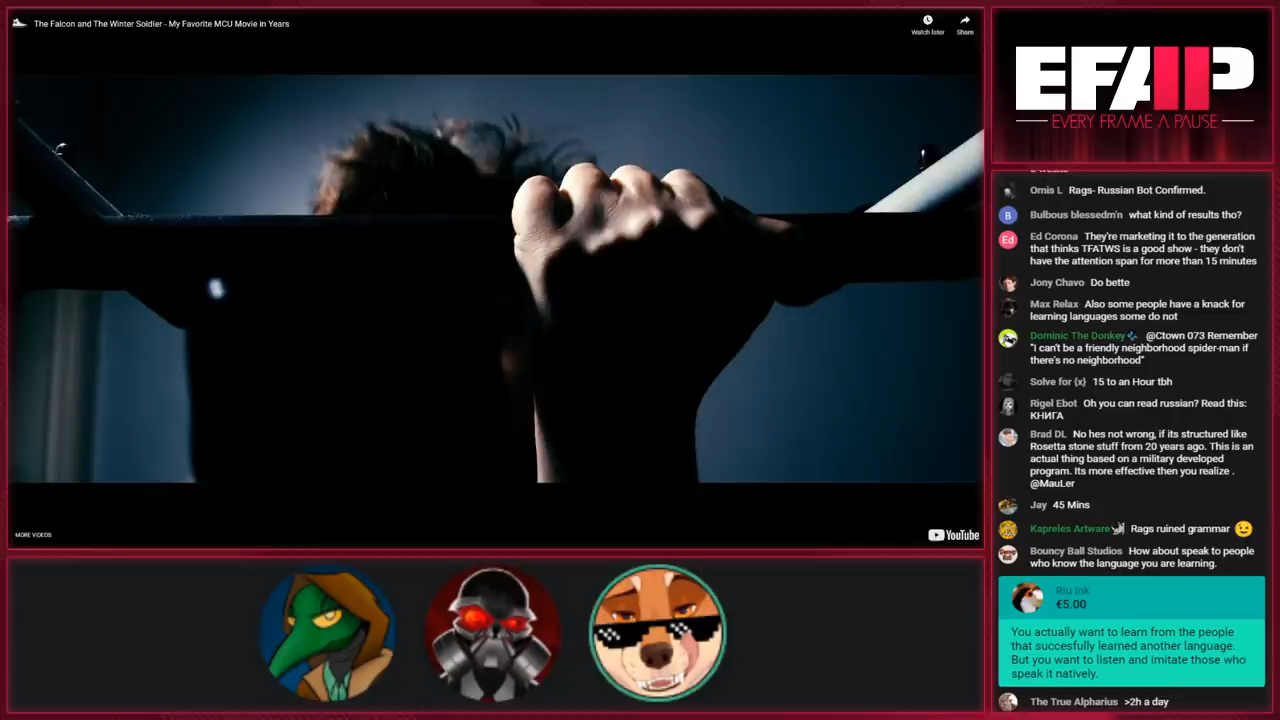 The Falcon and The Winter Soldier - My Favorite MCU Movie in Years
Watch later
Share
MORE VIDEOS
YouTube
EFAP
EVERY FRAME A PAUSE
Omis L Rags- Russian Bot Confirmed.
B Bulbous blessedm'n what kind of results tho?
Ed Ed Corona They're marketing it to the generation
that thinks TFATWS is a good show - they don't
have the attention span for more than 15 minutes
Jony Chavo Do bette
Max Relax Also some people have a knack for
learning languages some do not
Dominic The Donkey @Ctown 073 Remember
"I can't be a friendly neighborhood spider-man if
there's no neighborhood"
Solve for {x} 15 to an Hour tbh
Rigel Ebot Oh you can read russian? Read this:
КНИГА
Brad DL No hes not wrong, if its structured like
Rosetta stone stuff from 20 years ago. This is an
actual thing based on a military developed
program. Its more effective then you realize .
@MauLer
Jay 45 Mins
Kapreles Artware Rags ruined grammar 😉
Bouncy Ball Studios How about speak to people
who know the language you are learning.
Riu Ink
€5.00
You actually want to learn from the people
that succesfully learned another language.
But you want to listen and imitate those who
speak it natively.
The True Alpharius >2h a day